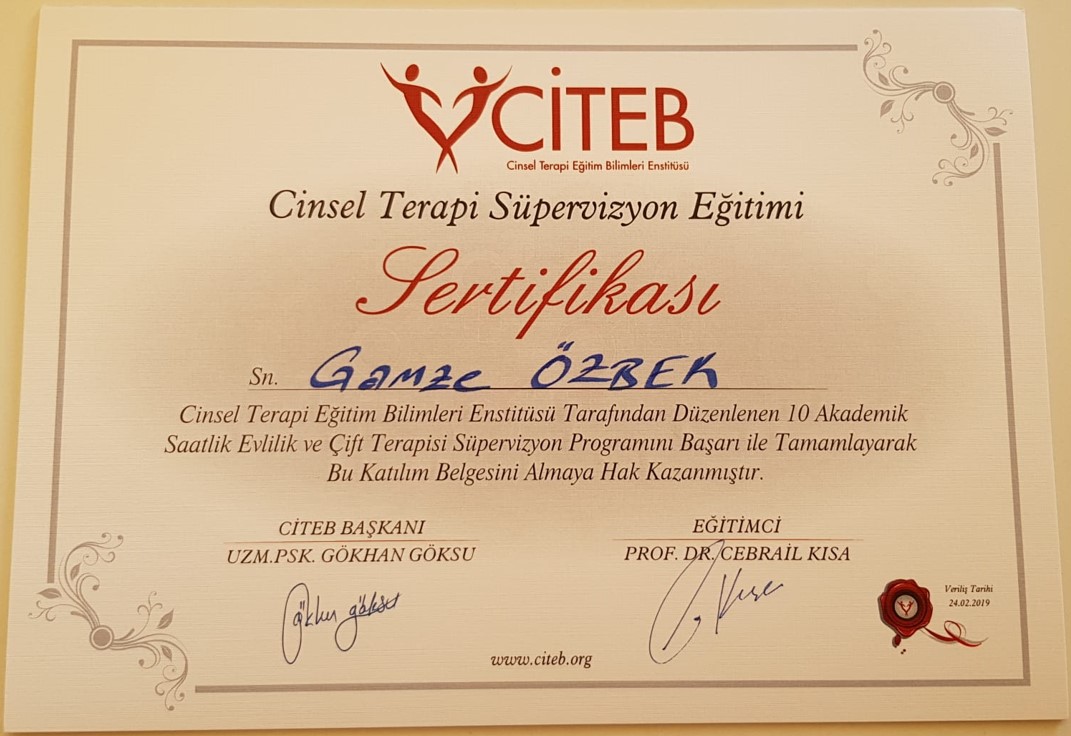 CİTEB
Cinsel Terapi Eğitim Bilimleri Enstitüsü
Cinsel Terapi Süpervizyon Eğitimi
Sertifikası
Sn. Gamze ÖZBEK
Cinsel Terapi Eğitim Bilimleri Enstitüsü Tarafından Düzenlenen 10 Akademik
Saatlik Evlilik ve Çift Terapisi Süpervizyon Programını Başarı ile Tamamlayarak
Bu Katılım Belgesini Almaya Hak Kazanmıştır.
CİTEB BAŞKANI
UZM.PSK. GÖKHAN GÖKSU
EĞİTİMCİ
PROF. DR. CEBRAİL KISA
Veriliş Tarihi
24.02.2019
www.citeb.org